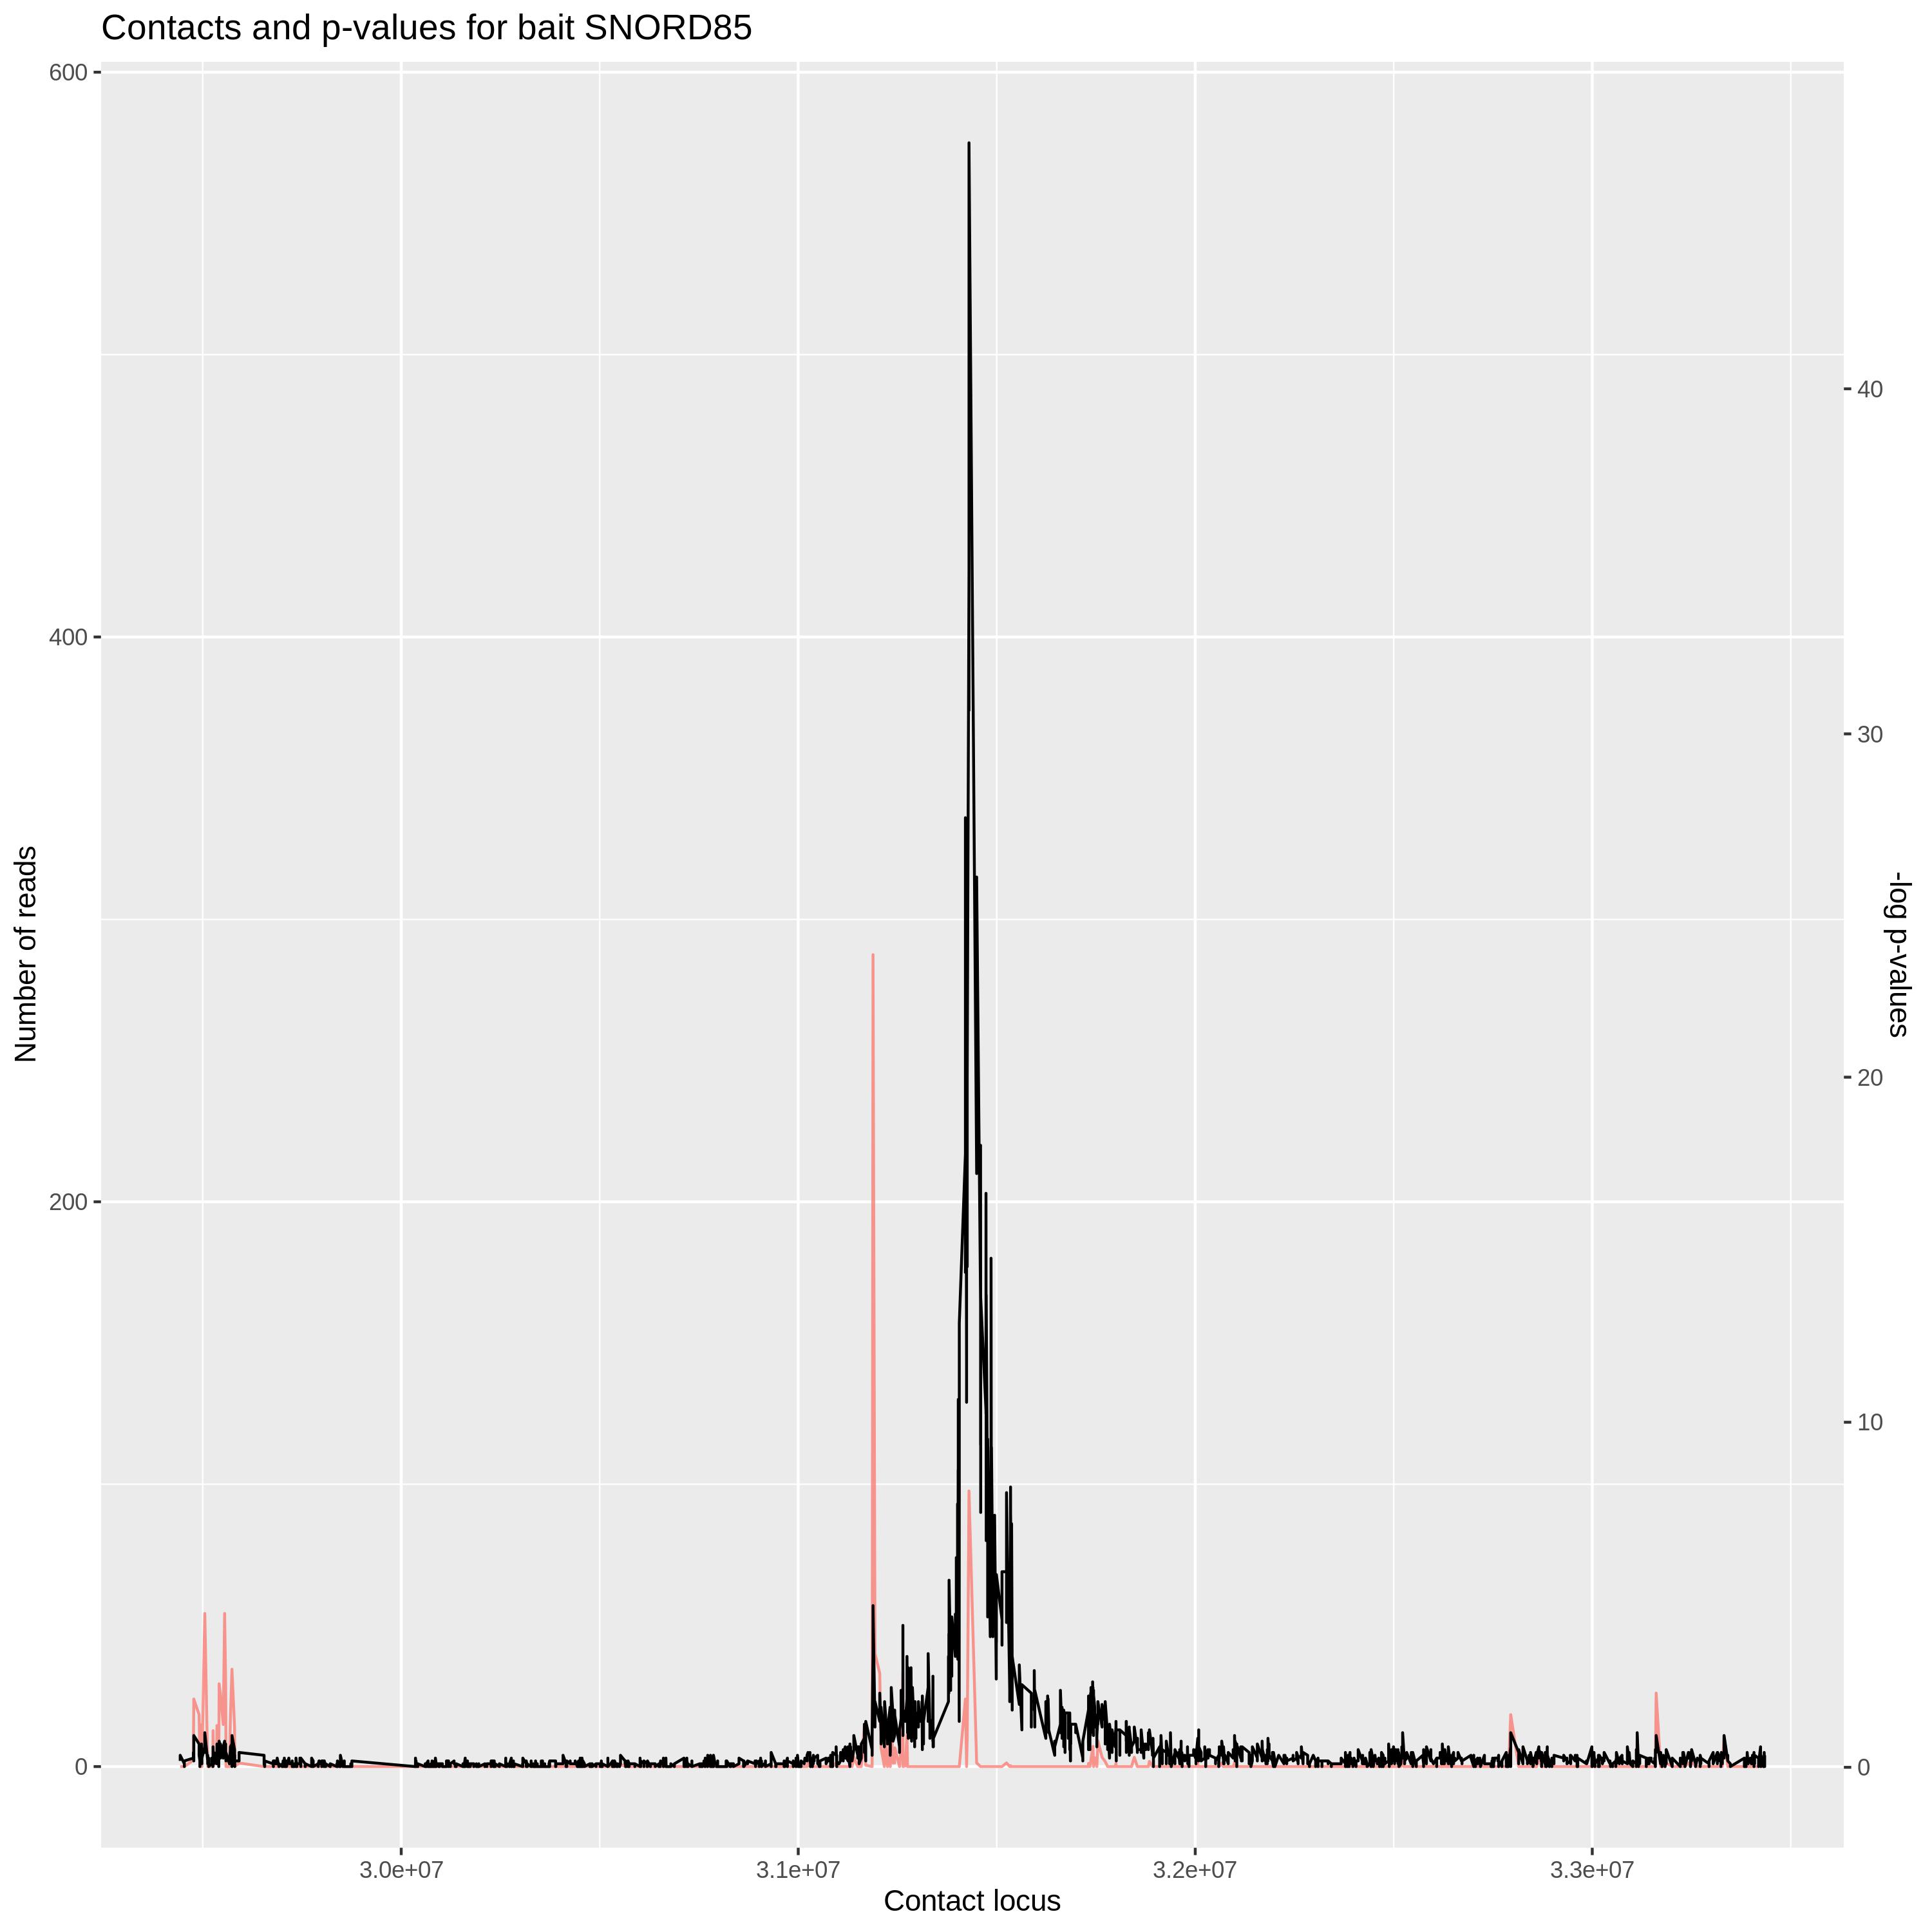 Contacts and p-values for bait SNORD85
600
400
200
0
Number of reads
40
30
20
10
0
-log p-values
3.0e+07
3.1e+07
3.2e+07
3.3e+07
Contact locus